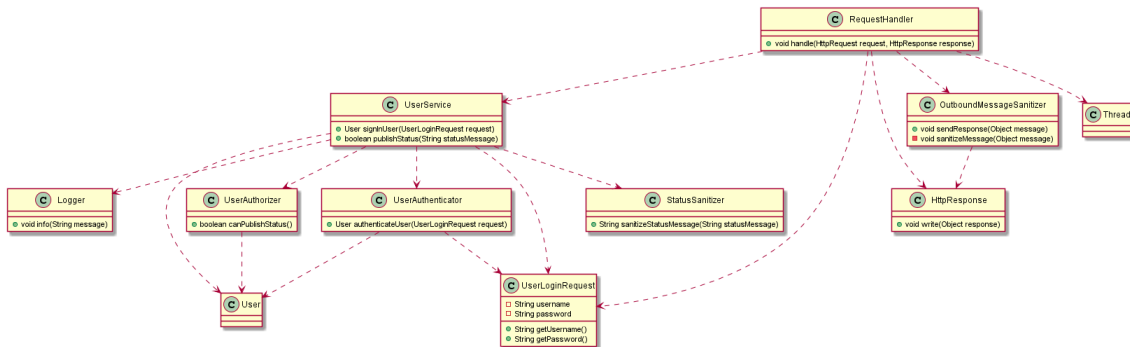 C RequestHandler
void handle(HttpRequest request, HttpResponse response)
C UserService
User signInUser(UserLoginRequest request)
boolean publishStatus(String statusMessage)
C OutboundMessageSanitizer
void sendResponse(Object message)
void sanitizeMessage(Object message)
C Thread
C Logger
void info(String message)
C UserAuthorizer
boolean canPublishStatus()
C UserAuthenticator
User authenticateUser(UserLoginRequest request)
C StatusSanitizer
String sanitizeStatusMessage(String statusMessage)
C HttpResponse
void write(Object response)
C User
C UserLoginRequest
String username
String password
String getUsername()
String getPassword()